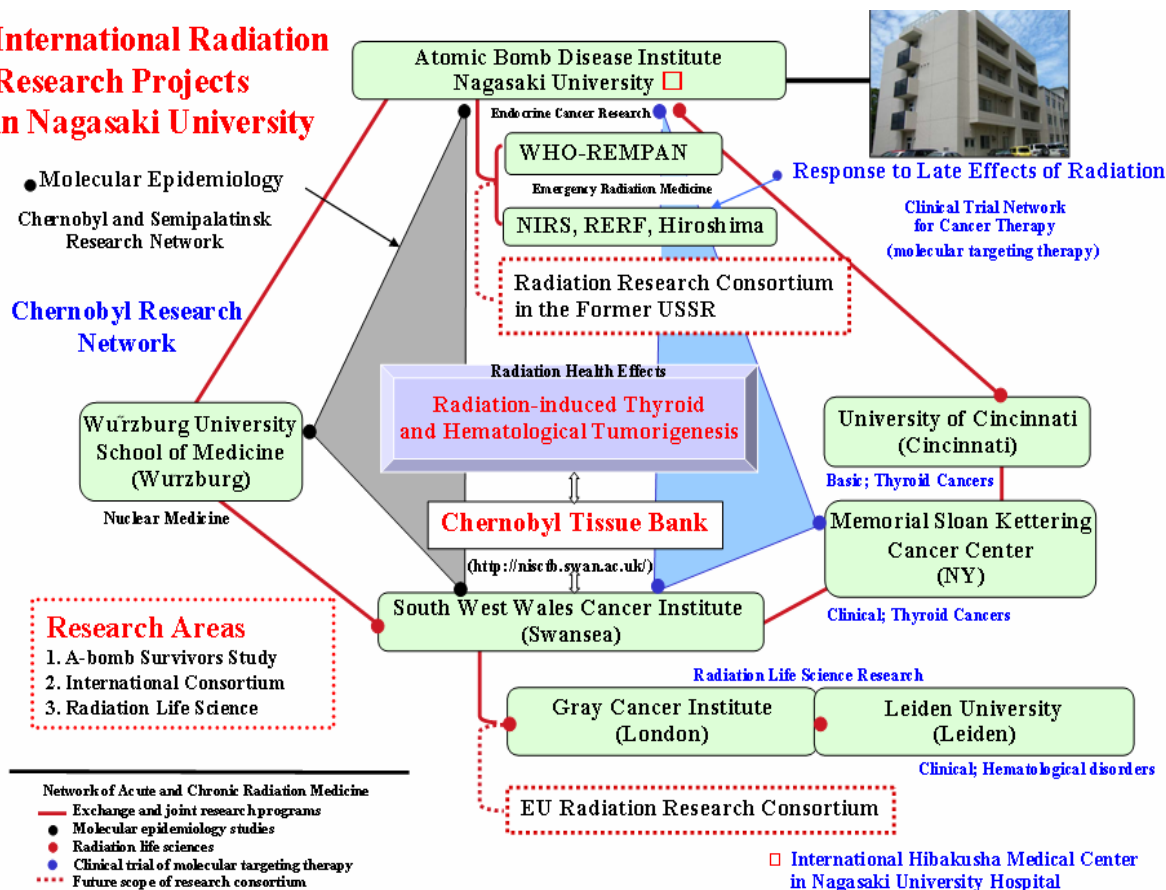 International Radiation
Research Projects
in Nagasaki University
Atomic Bomb Disease Institute
Nagasaki University □
Endocrine Cancer Research
WHO-REMPAN
Emergency Radiation Medicine
NIRS, RERF, Hiroshima
Response to Late Effects of Radiation
Clinical Trial Network
for Cancer Therapy
(molecular targeting therapy)
Molecular Epidemiology
Chernobyl and Semipalatinsk
Research Network
Radiation Research Consortium
in the Former USSR
Chernobyl Research
Network
Radiation Health Effects
Radiation-induced Thyroid
and Hematological Tumorigenesis
Wurzburg University
School of Medicine
(Wurzburg)
Nuclear Medicine
University of Cincinnati
(Cincinnati)
Basic; Thyroid Cancers
Chernobyl Tissue Bank
(http://nisctb.swan.ac.uk/)
Memorial Sloan Kettering
Cancer Center
(NY)
Clinical; Thyroid Cancers
South West Wales Cancer Institute
(Swansea)
Research Areas
1. A-bomb Survivors Study
2. International Consortium
3. Radiation Life Science
Radiation Life Science Research
Gray Cancer Institute
(London)
Leiden University
(Leiden)
Clinical; Hematological disorders
EU Radiation Research Consortium
Network of Acute and Chronic Radiation Medicine
Exchange and joint research programs
Molecular epidemiology studies
Radiation life sciences
Clinical trial of molecular targeting therapy
Future scope of research consortium
□ International Hibakusha Medical Center
in Nagasaki University Hospital